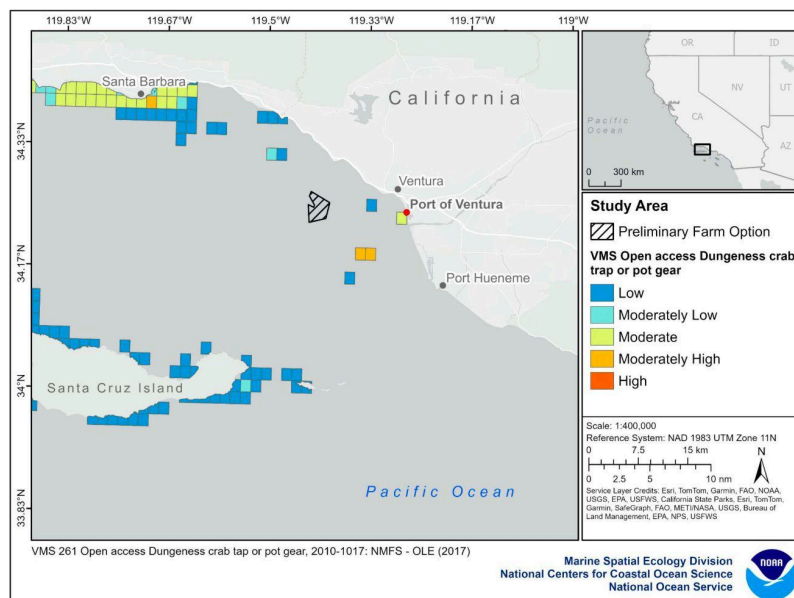 119.83°W 119.67°W 119.5°W 119.33°W 119.17°W 119°W
34.33°N
34.17°N
34°N
33.83°N
Santa Barbara
California
Ventura
Port of Ventura
Port Hueneme
Santa Cruz Island
Pacific Ocean
OR ID
NV UT
CA
AZ
Pacific
Ocean
0 300 km
Study Area
Preliminary Farm Option
VMS Open access Dungeness crab
trap or pot gear
Low
Moderately Low
Moderate
Moderately High
High
Scale: 1:400,000
Reference System: NAD 1983 UTM Zone 11N
0 7.5 15 km
0 2.5 5 10 nm
N
Service Layer Credits: Esri, TomTom, Garmin, FAO, NOAA,
USGS, EPA, USFWS, California State Parks, Esri, TomTom,
Garmin, SafeGraph, FAO, METI/NASA, USGS, Bureau of
Land Management, EPA, NPS, USFWS
VMS 261 Open access Dungeness crab tap or pot gear, 2010-1017: NMFS - OLE (2017)
Marine Spatial Ecology Division
National Centers for Coastal Ocean Science
National Ocean Service
NOAA